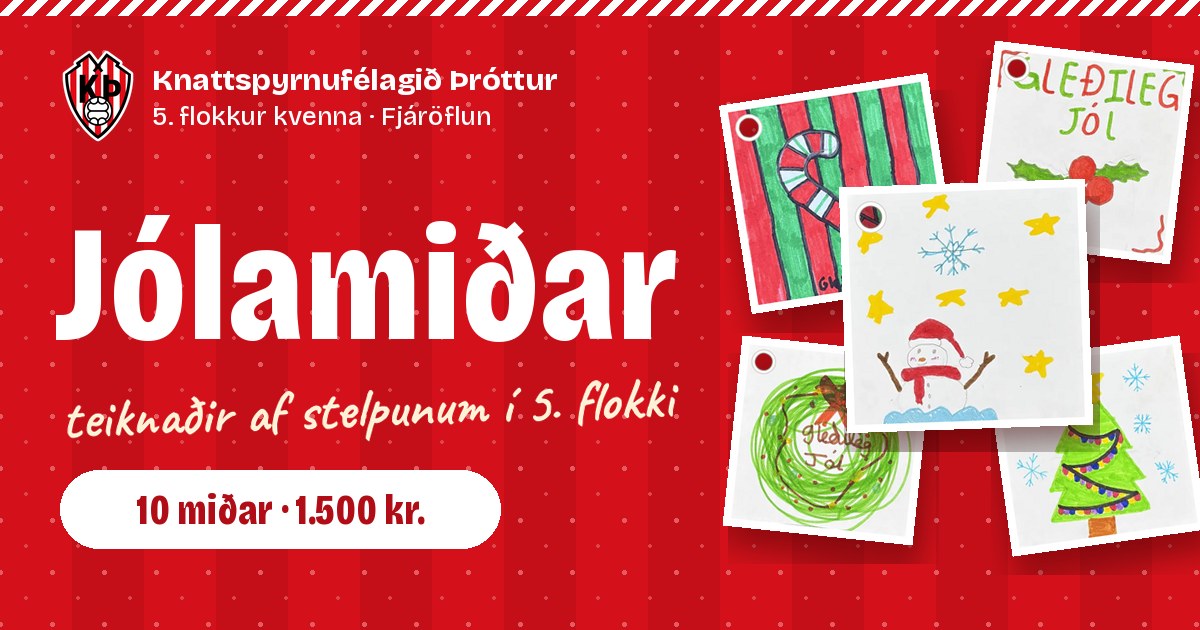 KÞ
Knattspyrnufélagið Þróttur
5. flokkur kvenna · Fjáröflun
Jólamiðar
teiknaðir af stelpunum í 5. flokki
10 miðar · 1.500 kr.
GLEÐILEG
JÓL
gleðileg
Jól